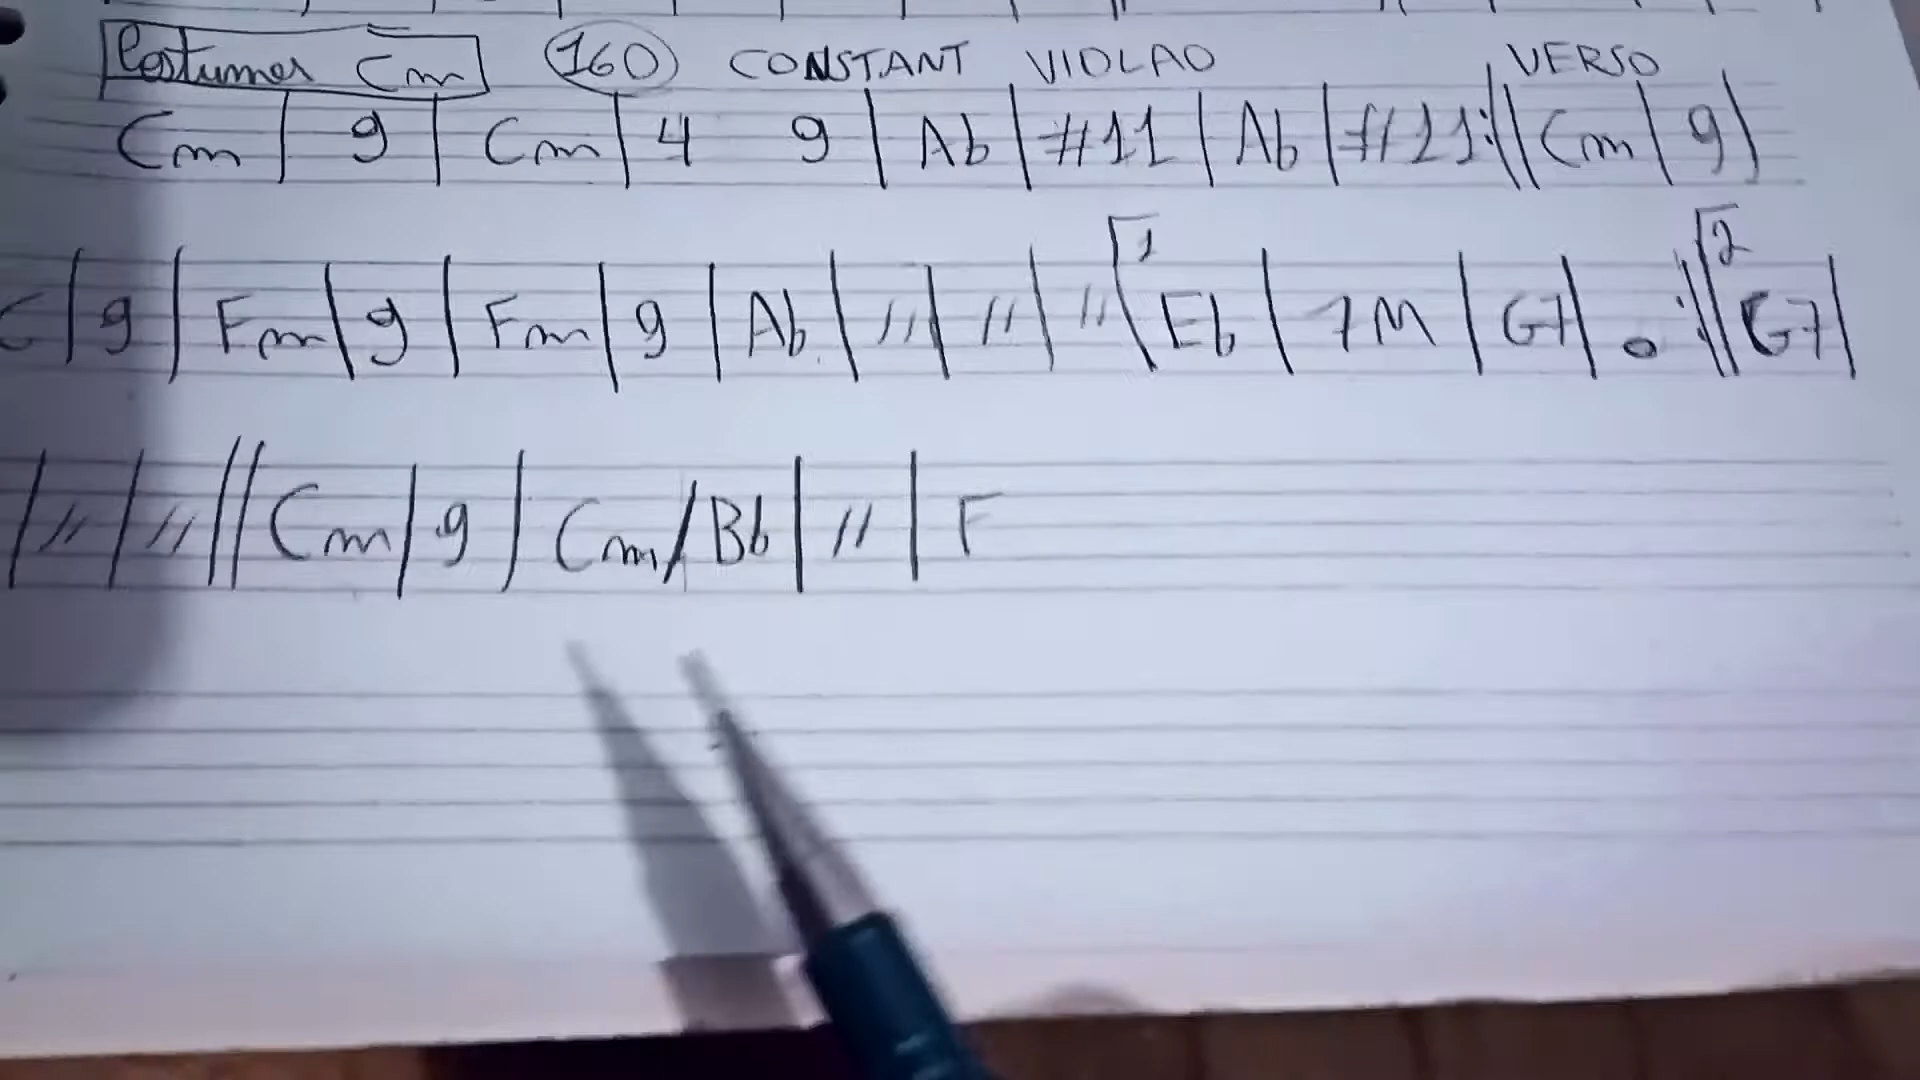 Costumes Cm 160 CONSTANT VIOLAO VERSO
Cm | 9 | Cm | 4 9 | Ab | #11 | Ab | #11 :|| Cm | 9 |
C | 9 | Fm | 9 | Fm | 9 | Ab | // | // | // | 1 Eb | 7M | G7 | o :|| 2 G7 |
| // | // || Cm | 9 | Cm/Bb | // | F